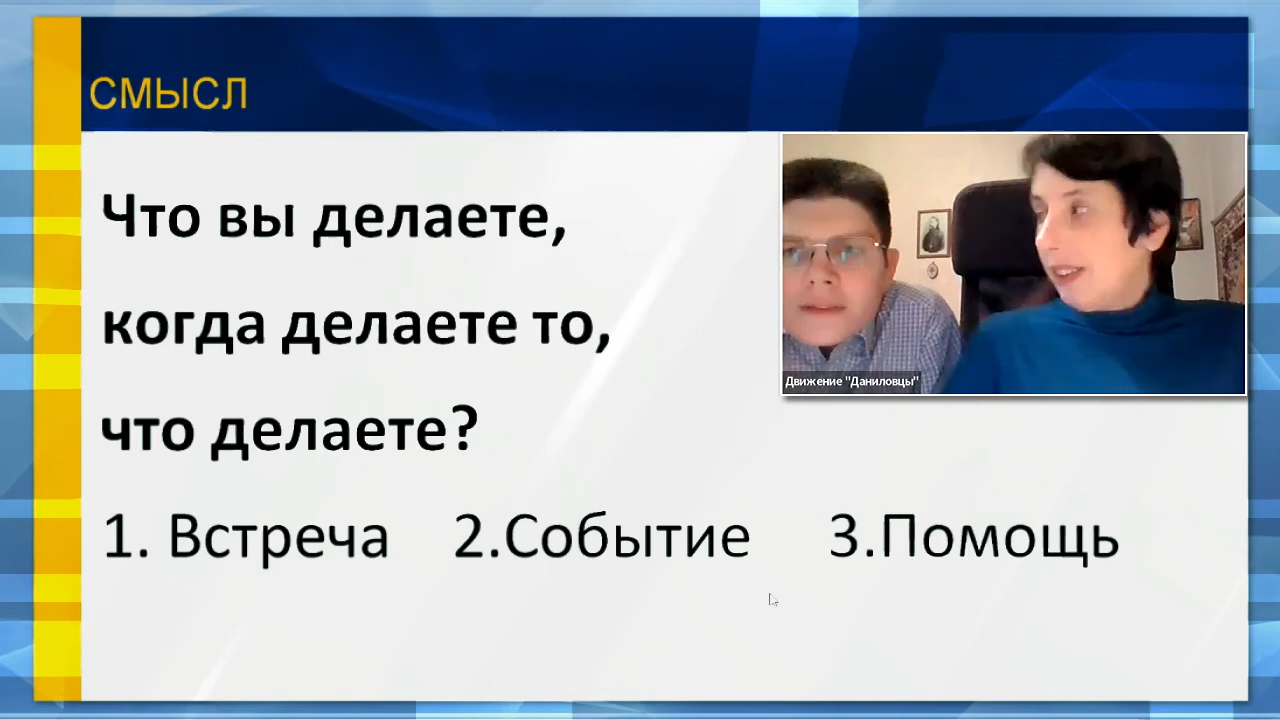 СМЫСЛ
Что вы делаете,
когда делаете то,
что делаете?
1. Встреча 2.Событие 3.Помощь
Движение "Даниловцы"